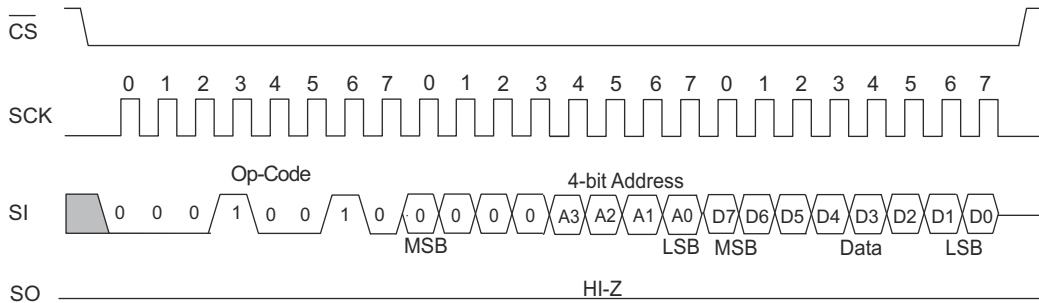 CS
0 1 2 3 4 5 6 7 0 1 2 3 4 5 6 7 0 1 2 3 4 5 6 7
SCK
Op-Code 4-bit Address
SI 0 0 0 1 0 0 1 0 0 0 0 0 A3 A2 A1 A0 D7 D6 D5 D4 D3 D2 D1 D0
MSB LSB MSB Data LSB
HI-Z
SO